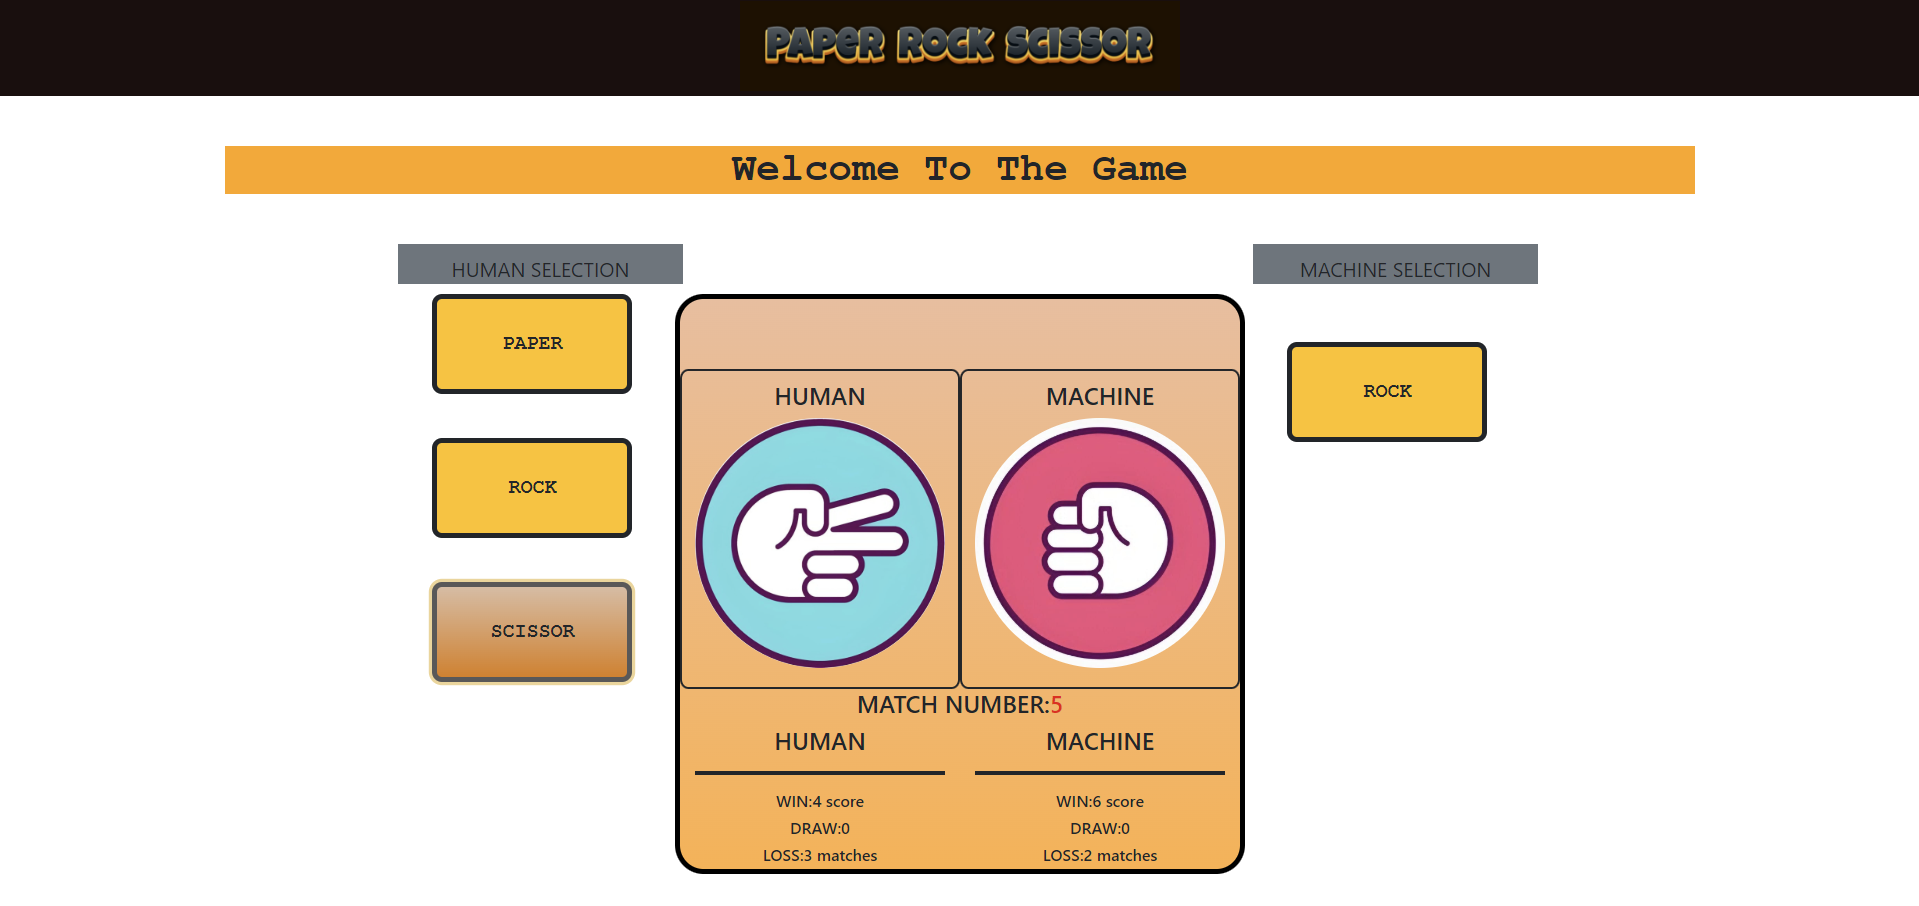 PAPER ROCK SCISSOR
Welcome To The Game
HUMAN SELECTION
MACHINE SELECTION
PAPER
ROCK
SCISSOR
HUMAN
MACHINE
ROCK
MATCH NUMBER:5
HUMAN
MACHINE
WIN:4 score
DRAW:0
LOSS:3 matches
WIN:6 score
DRAW:0
LOSS:2 matches